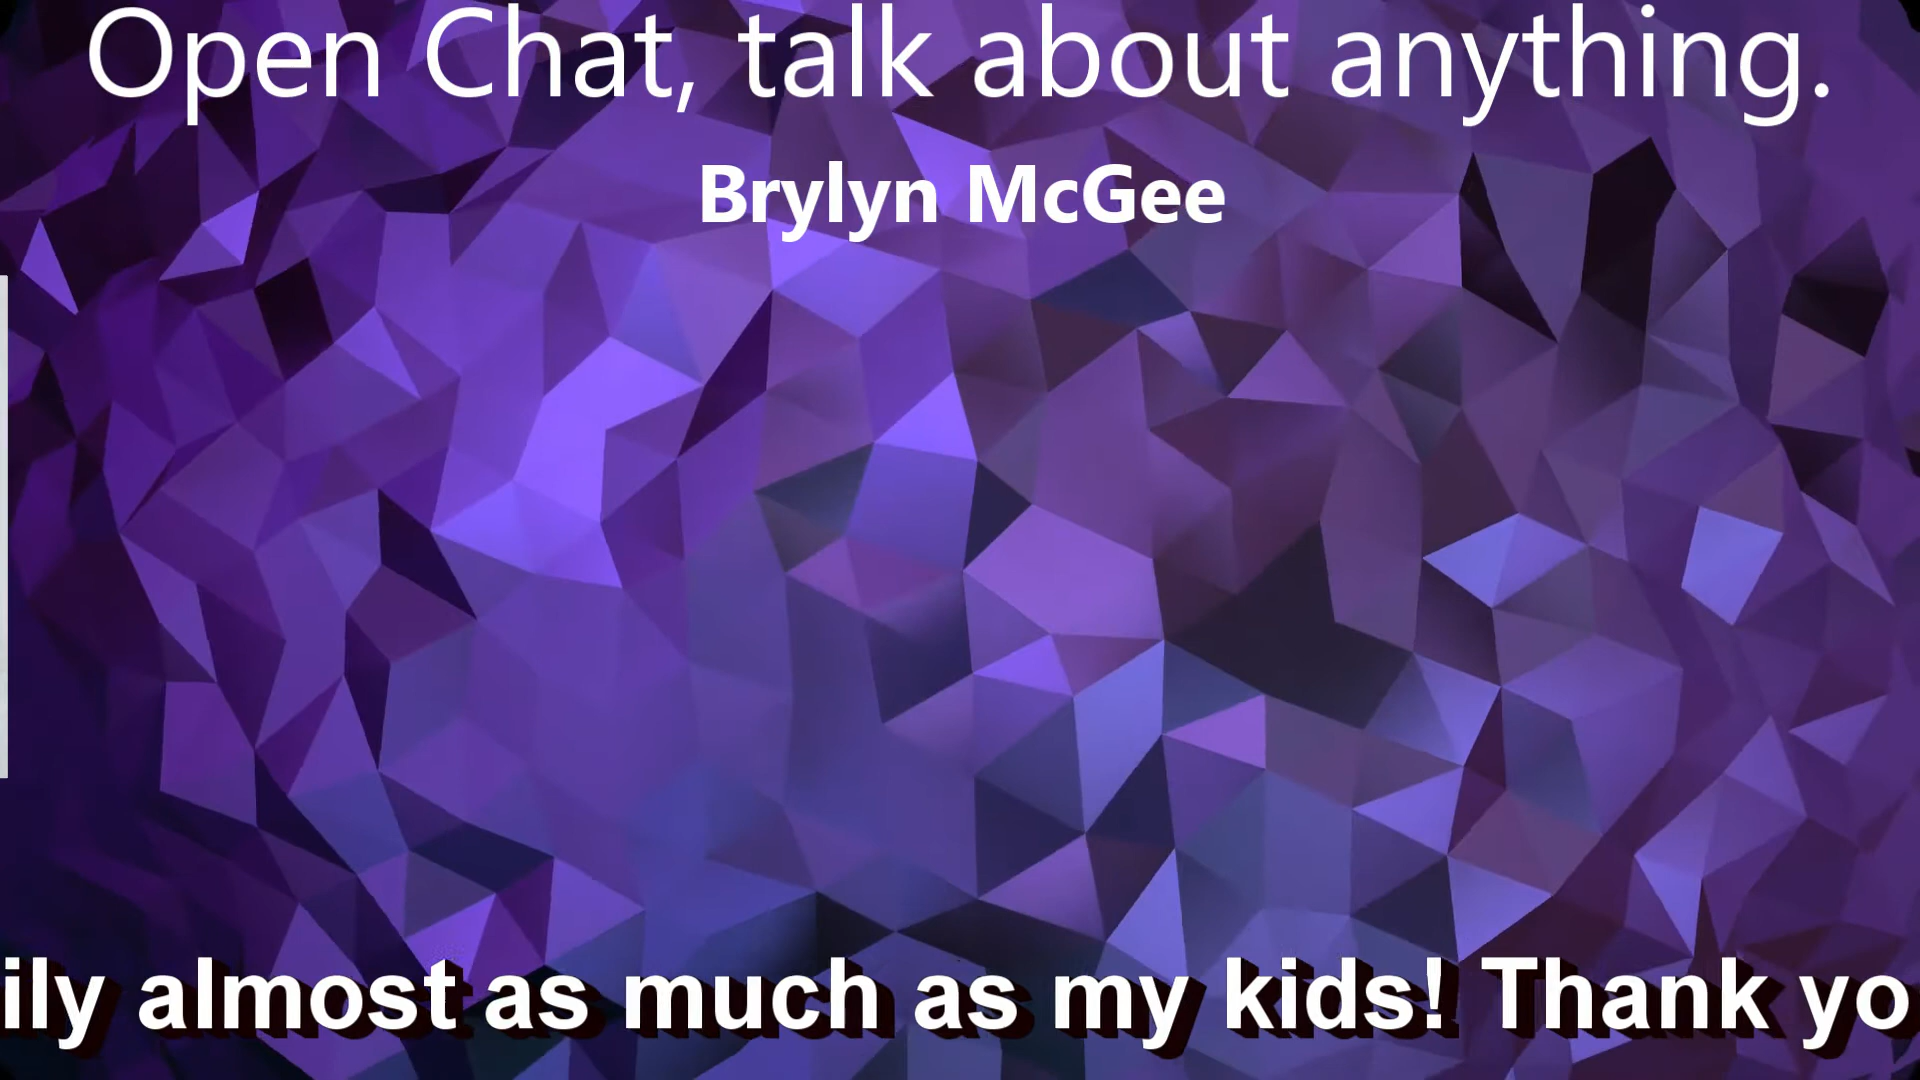 Open Chat, talk about anything.
Brylyn McGee
ily almost as much as my kids! Thank yo